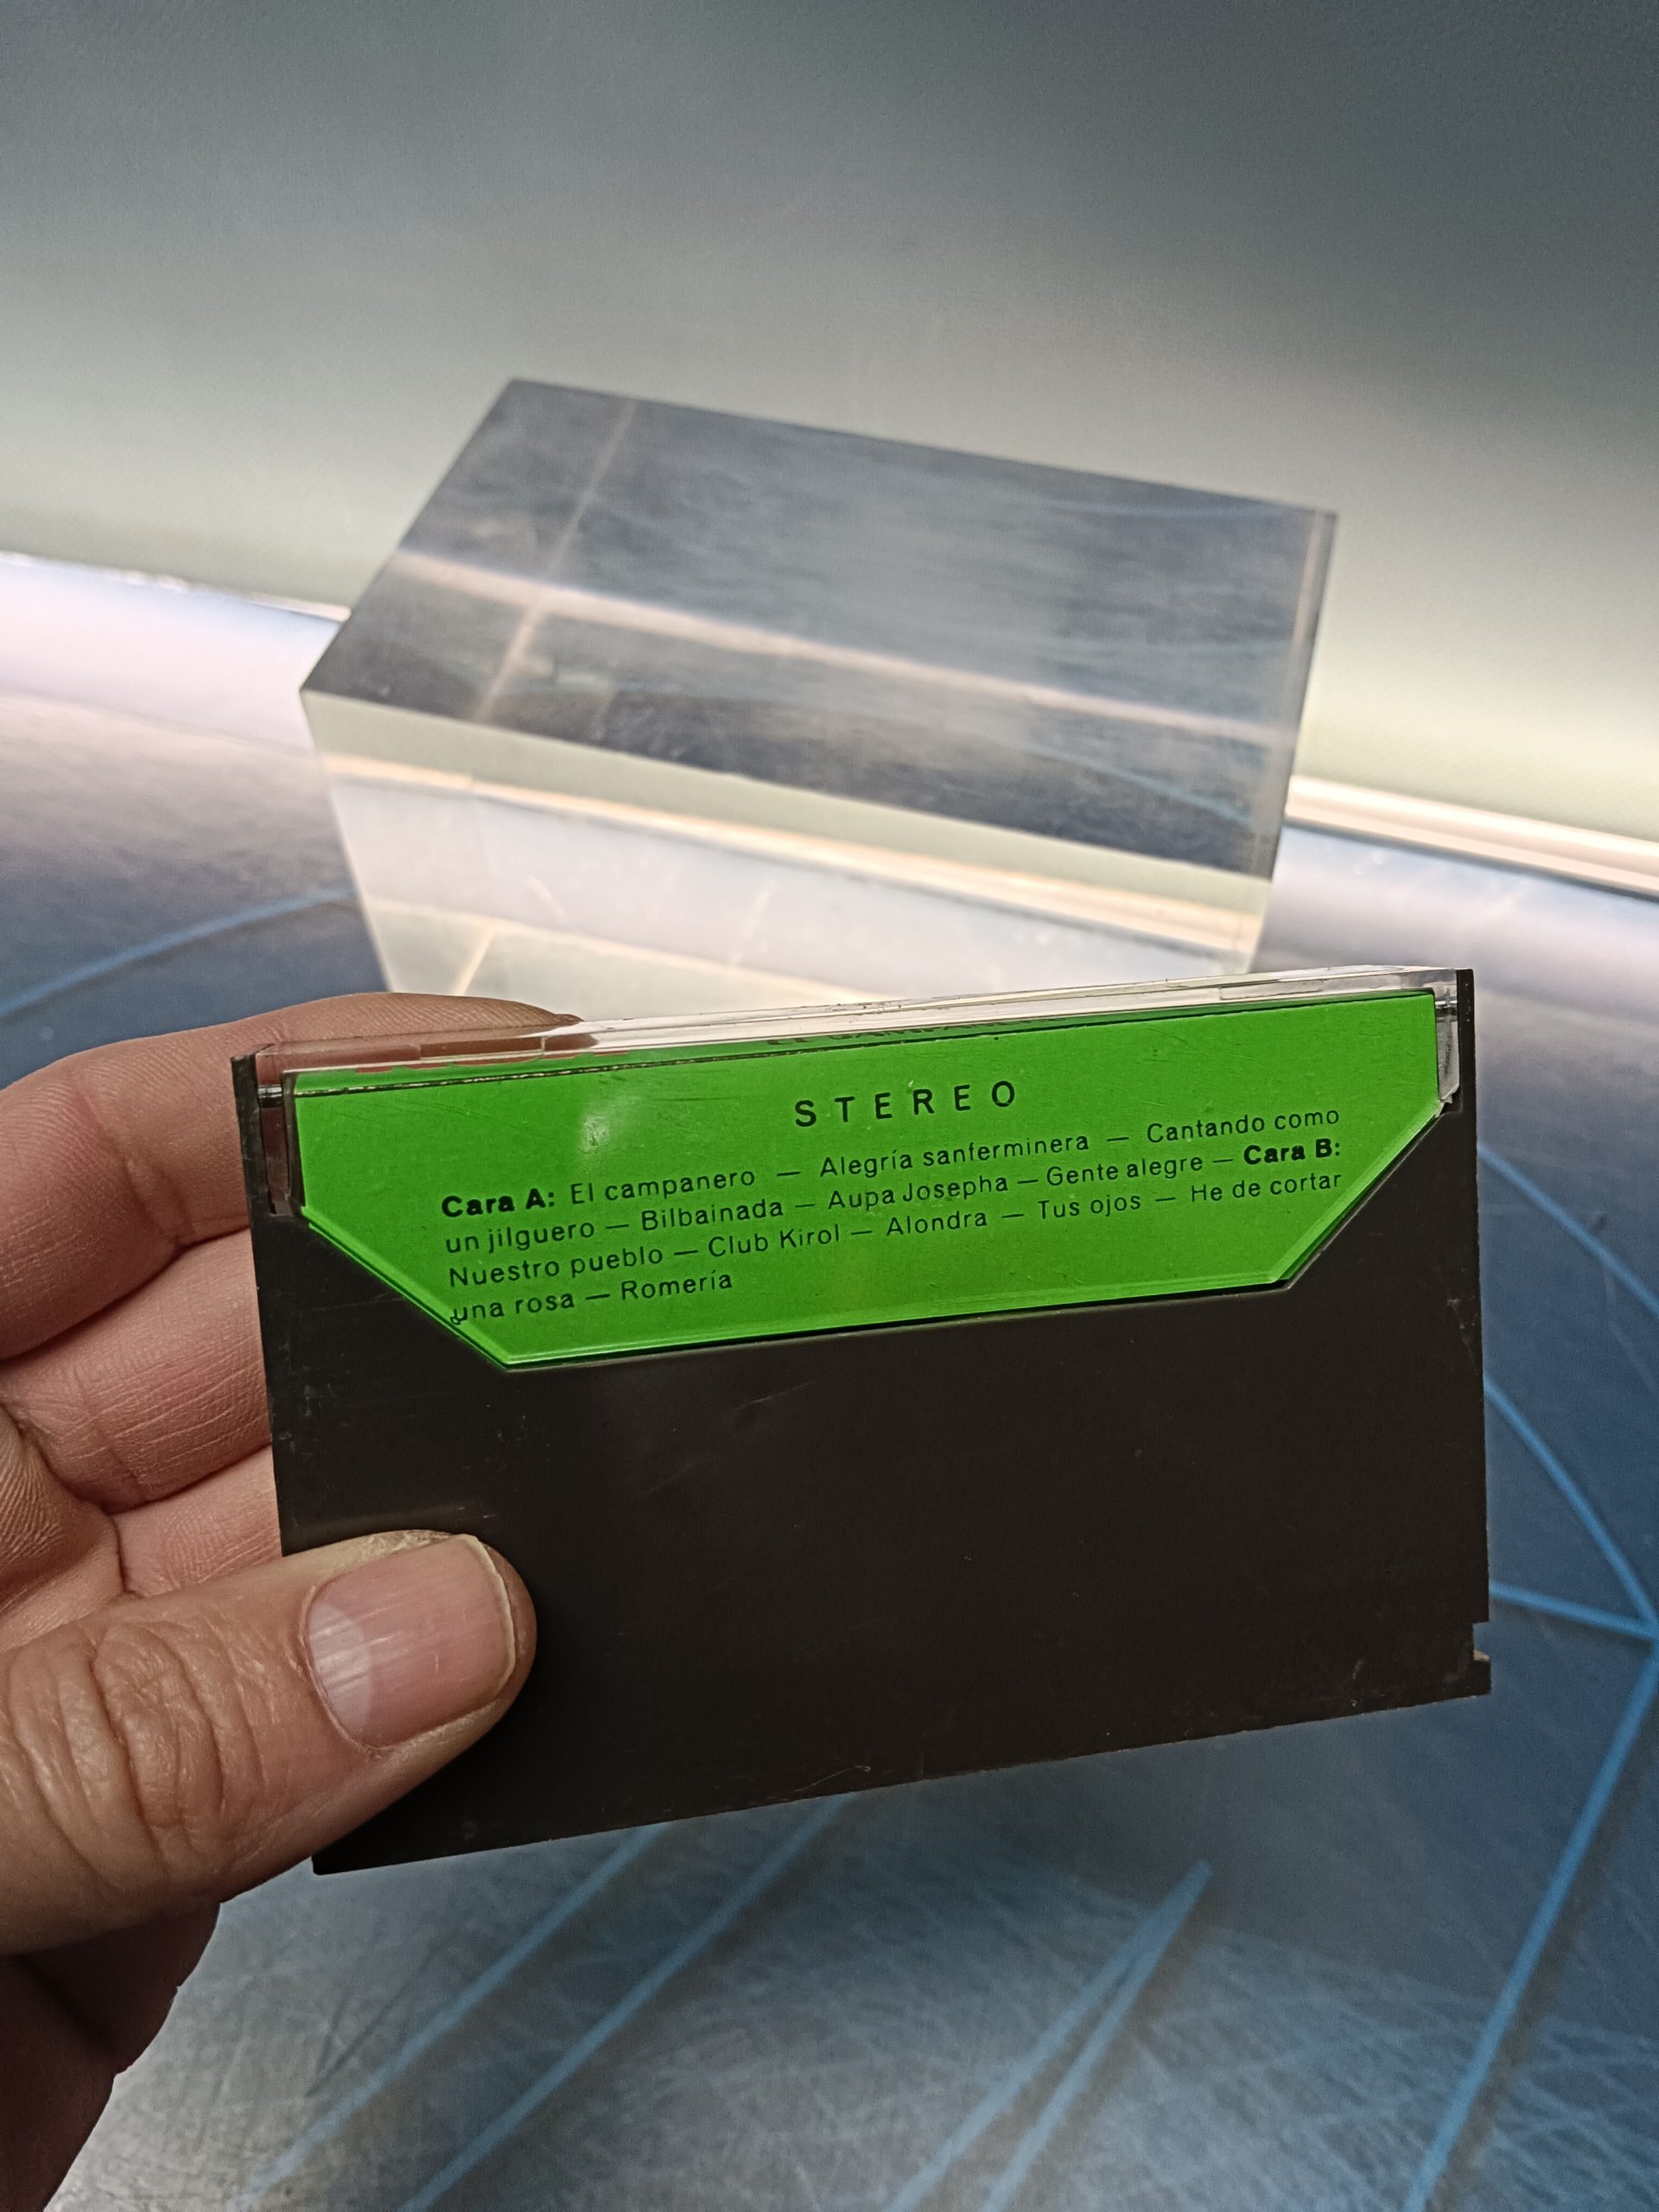 STEREO
Cara A: El campanero — Alegría sanferminera — Cantando como
un jilguero — Bilbainada — Aupa Josepha — Gente alegre — Cara B:
Nuestro pueblo — Club Kirol — Alondra — Tus ojos — He de cortar
una rosa — Romería